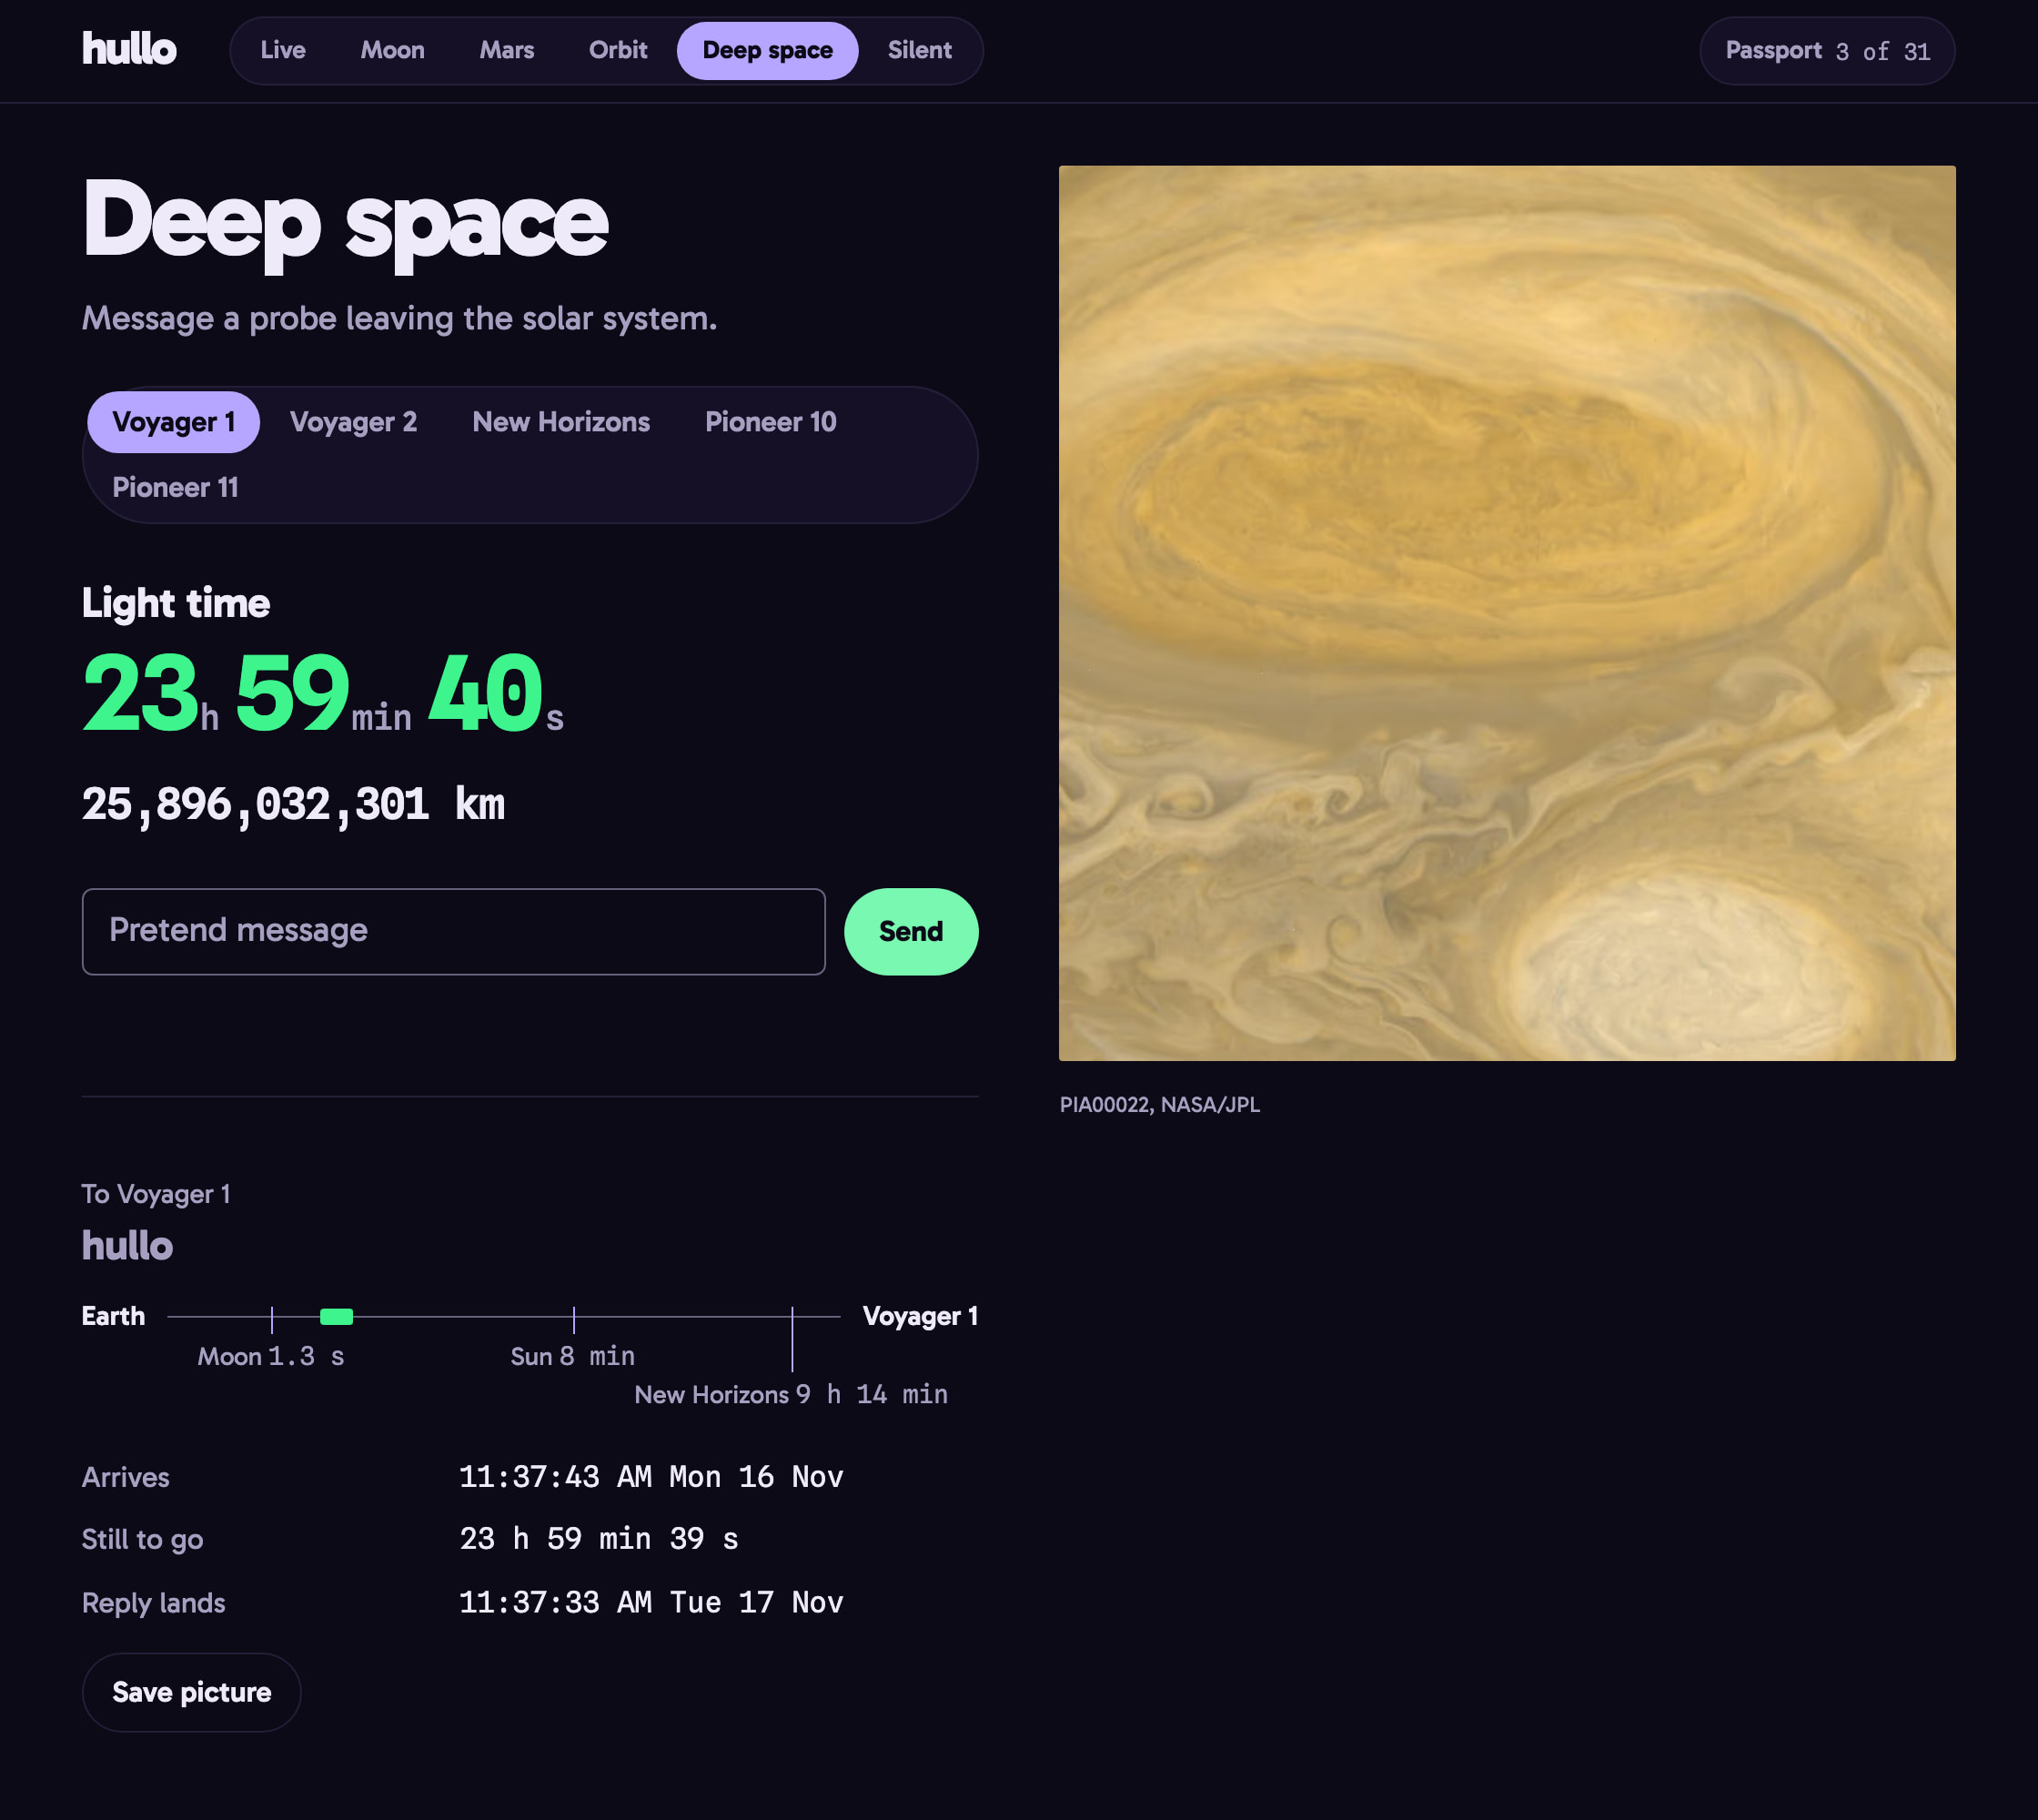 hullo
Live Moon Mars Orbit Deep space Silent
Passport 3 of 31
Deep space
Message a probe leaving the solar system.
Voyager 1 Voyager 2 New Horizons Pioneer 10
Pioneer 11
Light time
23h 59min 40s
25,896,032,301 km
Pretend message
Send
PIA00022, NASA/JPL
To Voyager 1
hullo
Earth Voyager 1
Moon 1.3 s Sun 8 min
New Horizons 9 h 14 min
Arrives 11:37:43 AM Mon 16 Nov
Still to go 23 h 59 min 39 s
Reply lands 11:37:33 AM Tue 17 Nov
Save picture